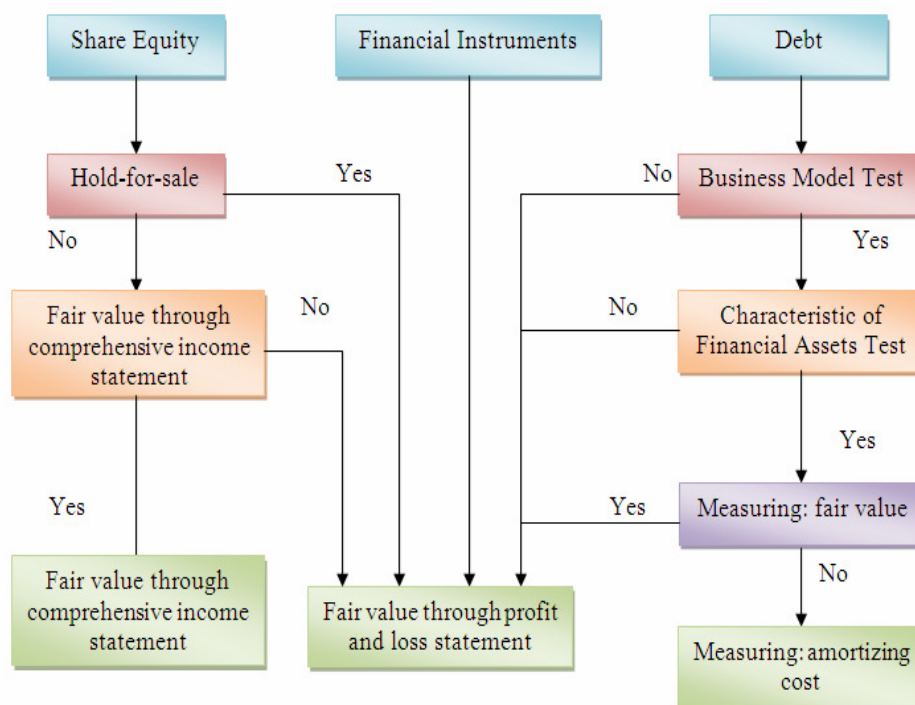 Share Equity
Financial Instruments
Debt
Hold-for-sale
Yes
No
Business Model Test
No
Yes
Fair value through
comprehensive income
statement
No
No
Characteristic of
Financial Assets Test
Yes
Yes
Yes
Measuring: fair value
No
Fair value through
comprehensive income
statement
Fair value through profit
and loss statement
Measuring: amortizing
cost